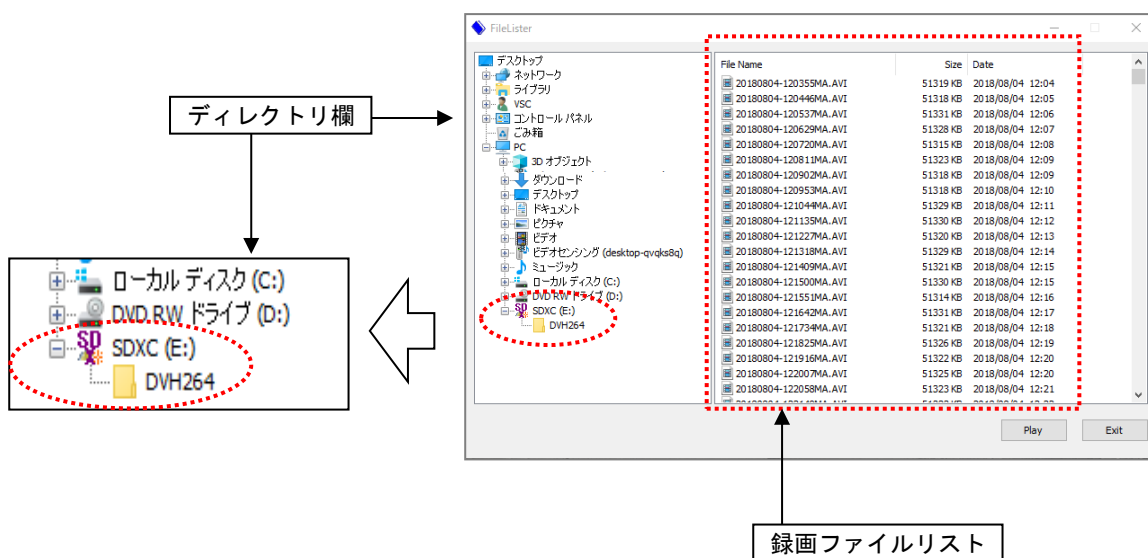 FileLister
デスクトップ
ネットワーク
ライブラリ
VSC
コントロール パネル
ごみ箱
PC
3D オブジェクト
ダウンロード
デスクトップ
ドキュメント
ピクチャ
ビデオ
ビデオセンシング (desktop-qvqks8q)
ミュージック
ローカル ディスク (C:)
DVD RW ドライブ (D:)
SDXC (E:)
DVH264
File Name Size Date
20180804-120355MA.AVI 51319 KB 2018/08/04 12:04
20180804-120446MA.AVI 51318 KB 2018/08/04 12:05
20180804-120537MA.AVI 51331 KB 2018/08/04 12:06
20180804-120629MA.AVI 51328 KB 2018/08/04 12:07
20180804-120720MA.AVI 51315 KB 2018/08/04 12:08
20180804-120811MA.AVI 51323 KB 2018/08/04 12:09
20180804-120902MA.AVI 51318 KB 2018/08/04 12:09
20180804-120953MA.AVI 51318 KB 2018/08/04 12:10
20180804-121044MA.AVI 51329 KB 2018/08/04 12:11
20180804-121135MA.AVI 51330 KB 2018/08/04 12:12
20180804-121227MA.AVI 51320 KB 2018/08/04 12:13
20180804-121318MA.AVI 51329 KB 2018/08/04 12:14
20180804-121409MA.AVI 51321 KB 2018/08/04 12:15
20180804-121500MA.AVI 51330 KB 2018/08/04 12:15
20180804-121551MA.AVI 51314 KB 2018/08/04 12:16
20180804-121642MA.AVI 51331 KB 2018/08/04 12:17
20180804-121734MA.AVI 51321 KB 2018/08/04 12:18
20180804-121825MA.AVI 51326 KB 2018/08/04 12:19
20180804-121916MA.AVI 51322 KB 2018/08/04 12:20
20180804-122007MA.AVI 51325 KB 2018/08/04 12:20
20180804-122058MA.AVI 51323 KB 2018/08/04 12:21
Play Exit
ディレクトリ欄
ローカル ディスク (C:)
DVD RW ドライブ (D:)
SDXC (E:)
DVH264
録画ファイルリスト